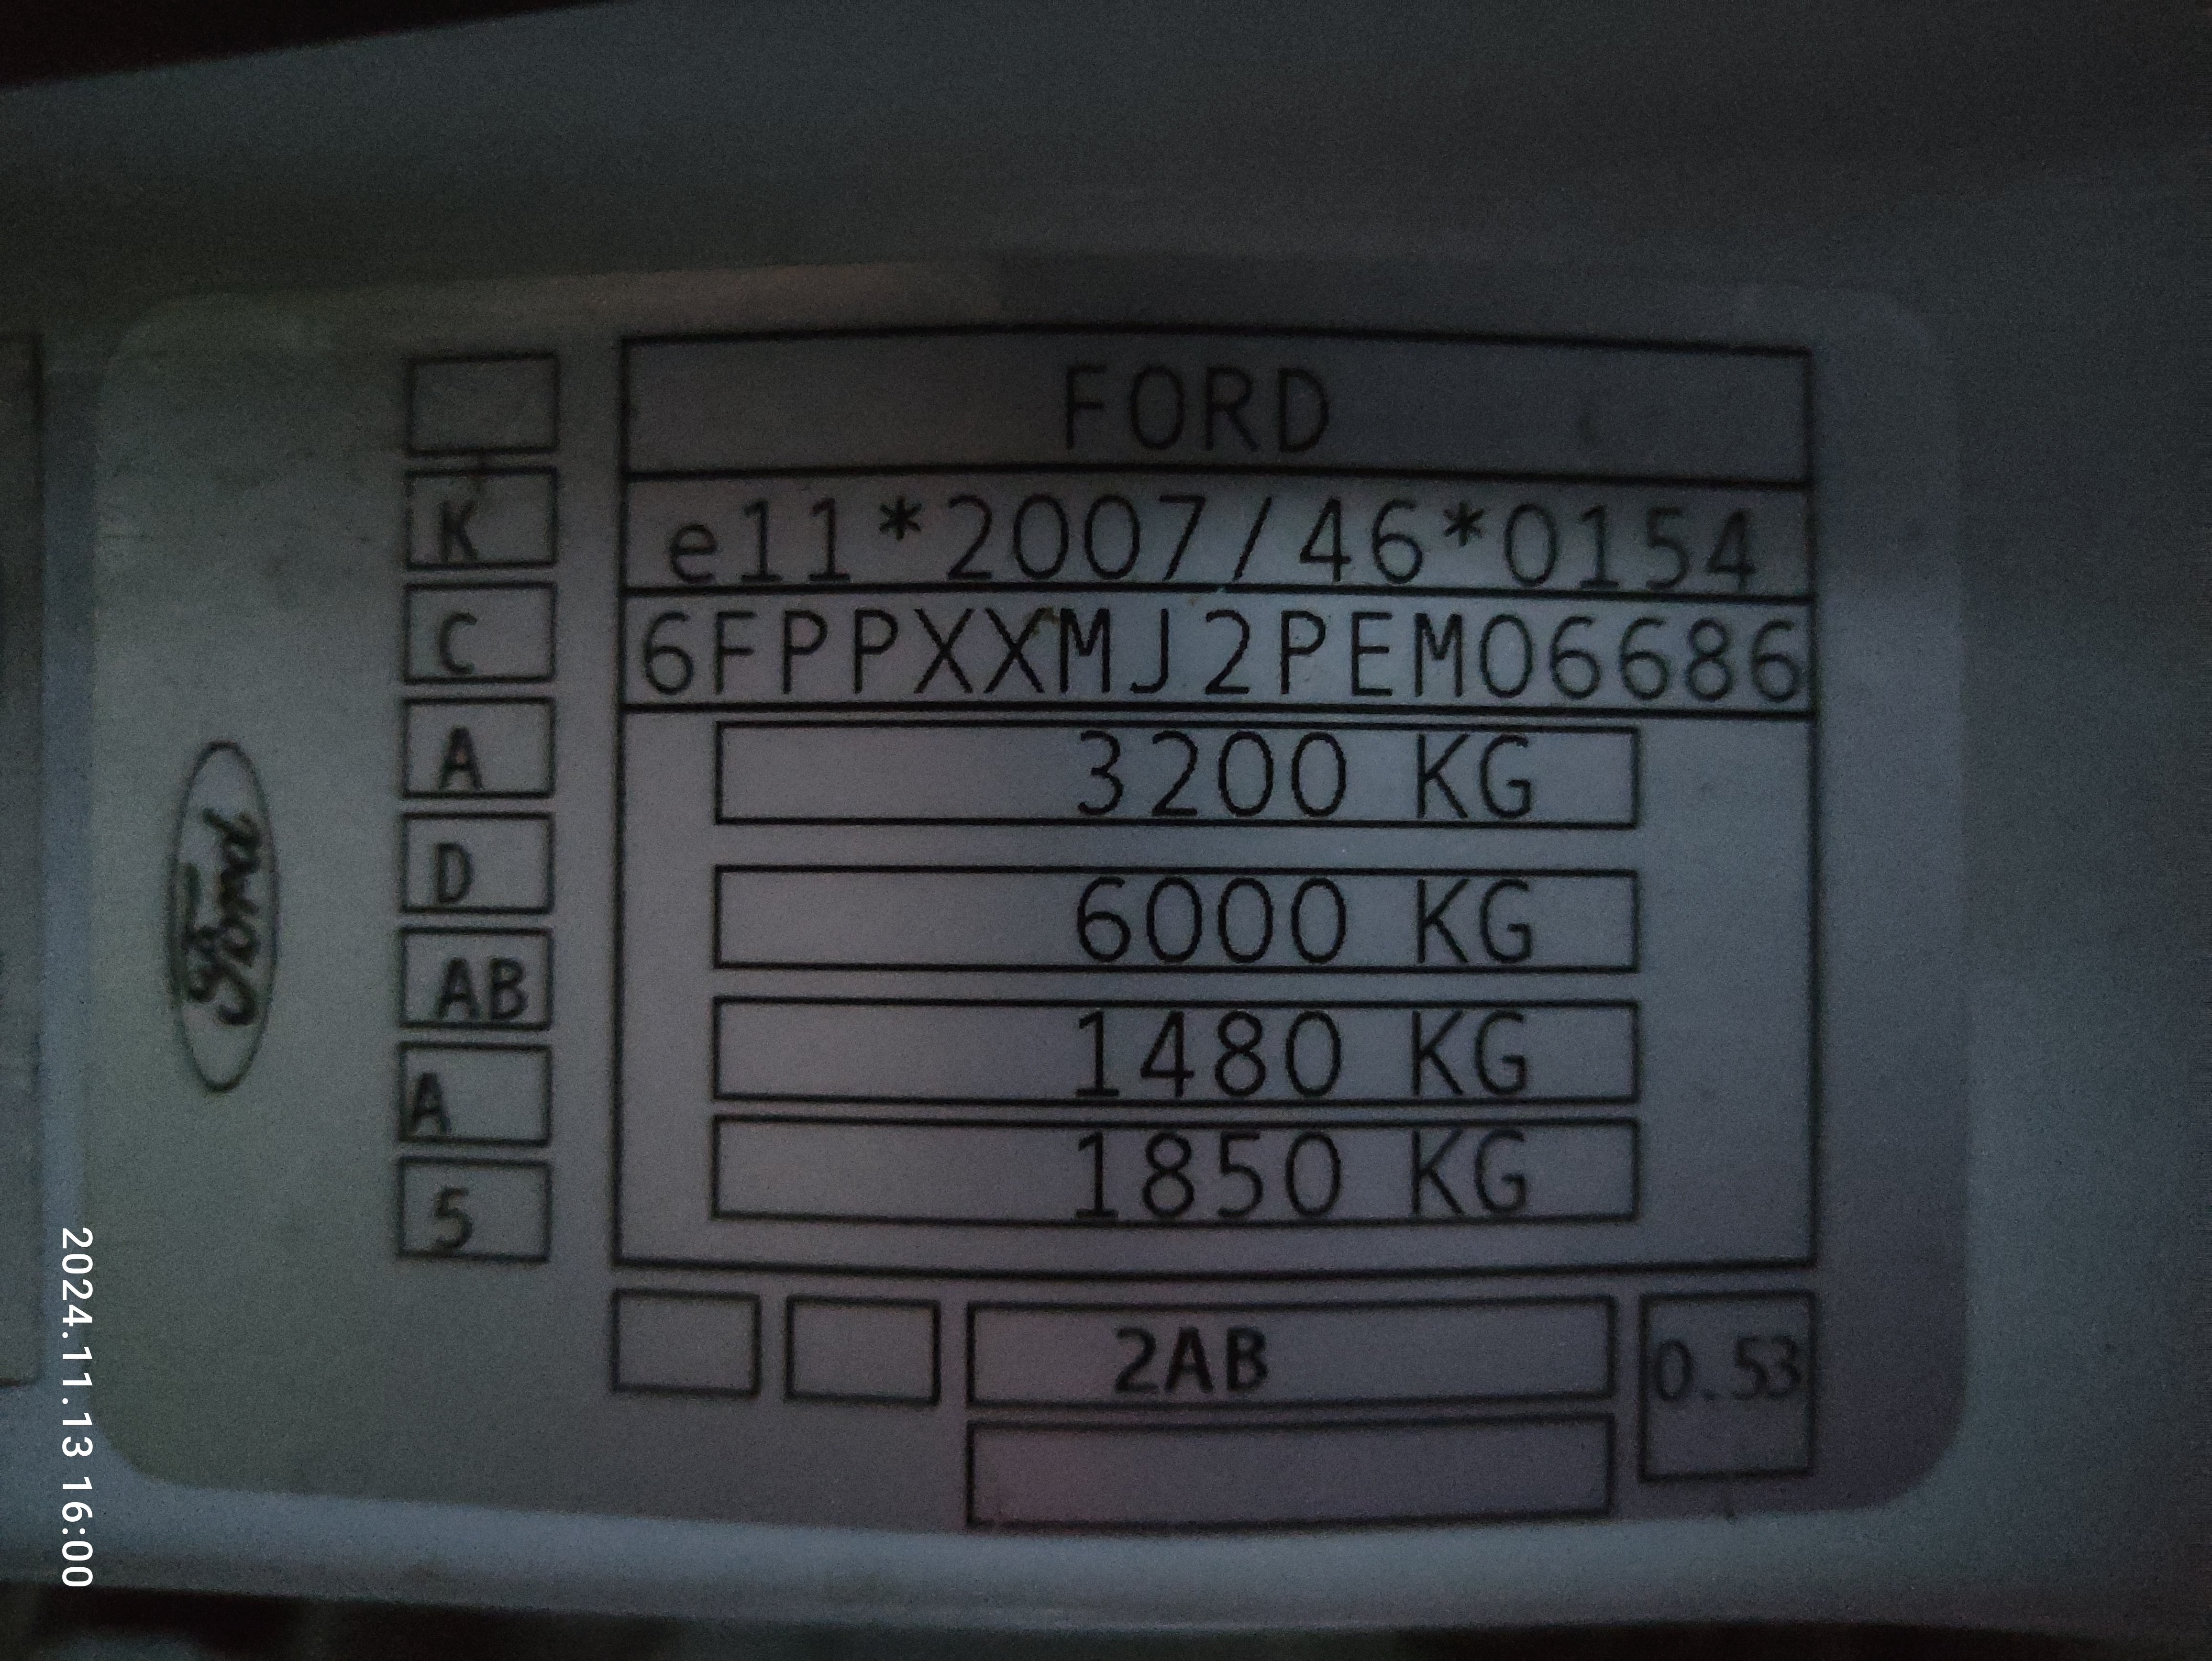 FORD
e11*2007/46*0154
6FPPXXMJ2PEM06686
3200 KG
6000 KG
1480 KG
1850 KG
K
C
A
D
AB
A
5
Ford
2AB
0.53
2024.11.13 16:00